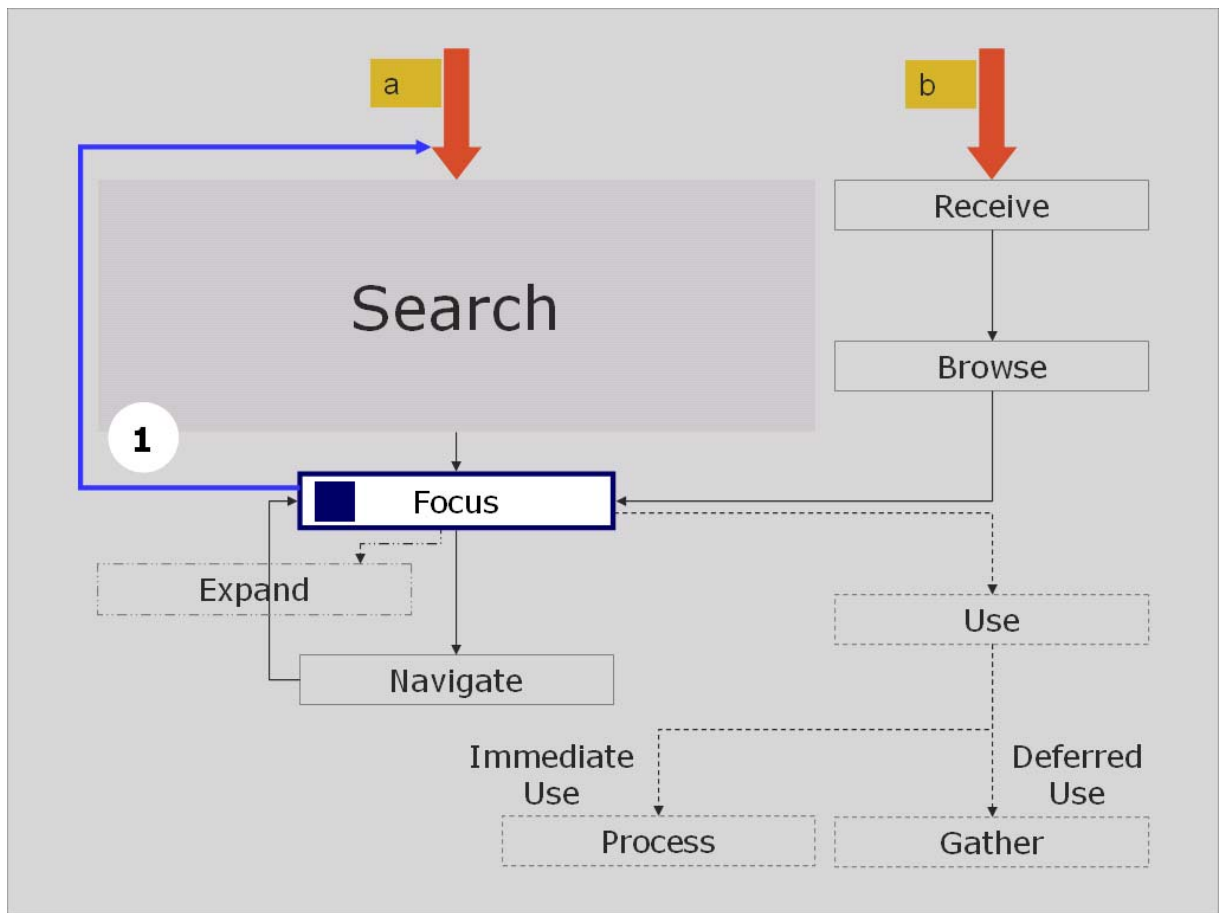 a
b
Receive
Search
Browse
1
Focus
Expand
Use
Navigate
Immediate
Use
Deferred
Use
Process
Gather